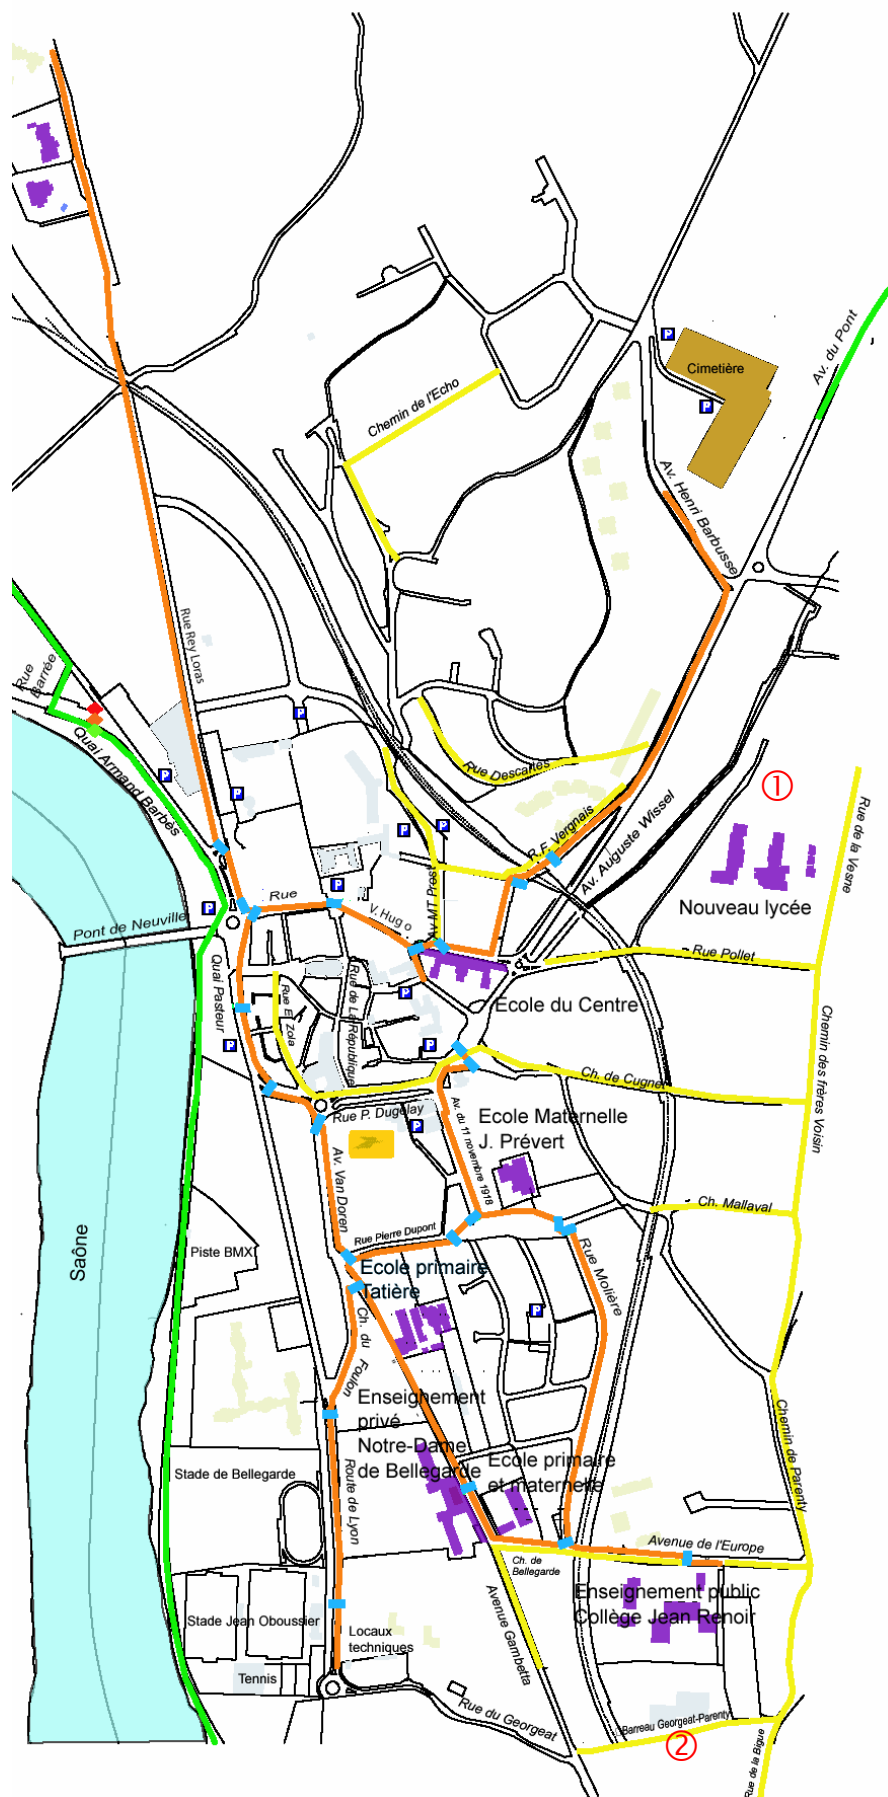 Cimetière
P
Av. du Pont
P
Chemin de l'Echo
Av. Henri Barbusse
Rue Rey Loras
Rue
Barrée
P
Quai Armand Barbès
Rue Descartes
P
P
①
R.F. Vergnais
Av. Auguste Wissel
P
P
Rue de la Vesne
Nouveau lycée
P
Rue
V. Hugo
Av MT Prost
P
Pont de Neuville
Rue Pollet
Quai Pasteur
Rue E. Zola
Rue de La République
P
Ecole du Centre
Chemin des frères Voisin
P
P
Ch. de Cugnet
Rue P. Dugelay
P
Av. du 11 novembre 1918
Ecole Maternelle
J. Prévert
Av. Van Doren
Ch. Mallaval
Rue Pierre Dupont
Saône
Piste BMX
Ecole primaire
Tatière
Rue Molière
P
Ch. du Foulon
Enseignement
privé
Notre-Dame
de Bellegarde
Chemin de Parenty
Ecole primaire
et maternelle
Stade de Bellegarde
Route de Lyon
Avenue de l'Europe
Ch. de
Bellegarde
Enseignement public
Collège Jean Renoir
Avenue Gambetta
Stade Jean Oboussier
Locaux
techniques
Tennis
Rue du Georgeat
Barreau Georgeat-Parenty
②
Rue de la Bigue